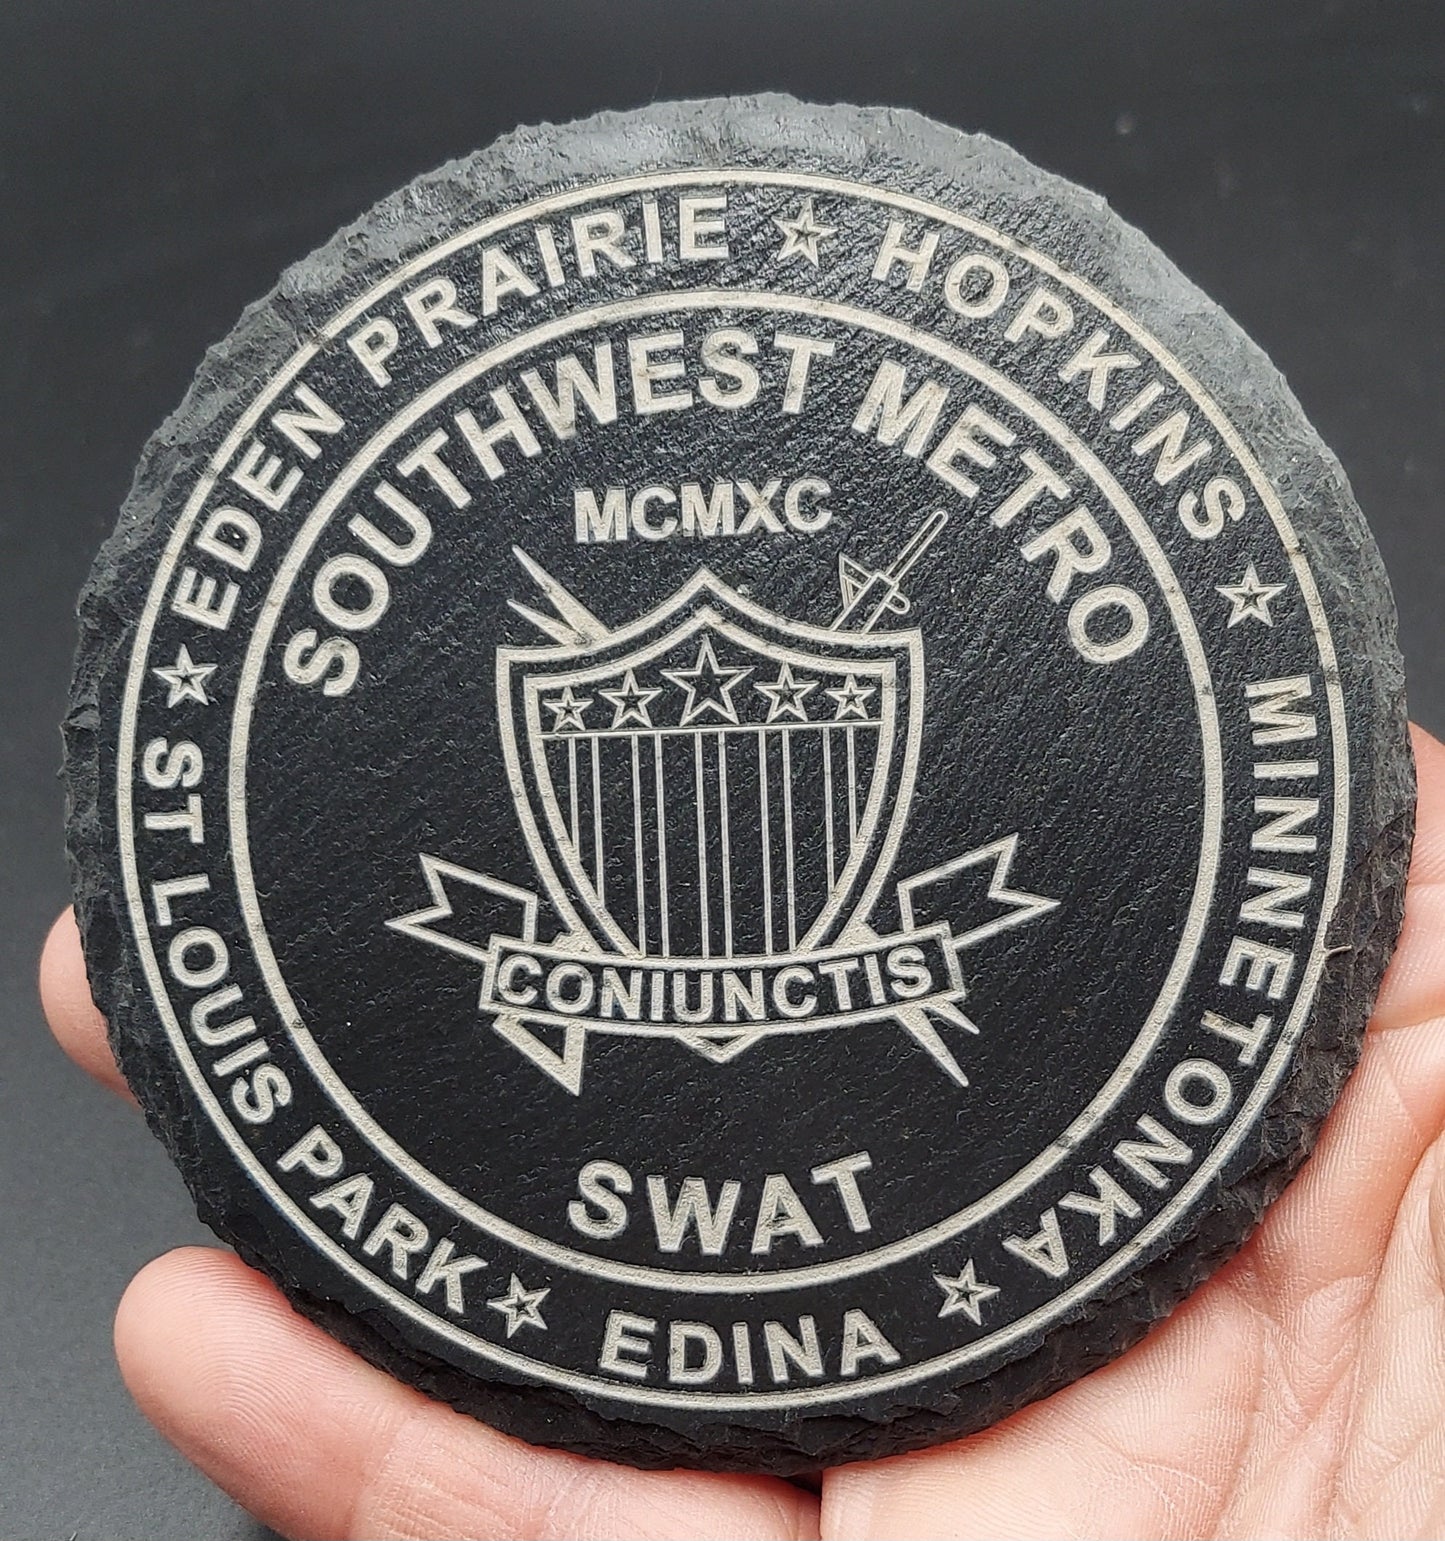 EDEN PRAIRIE ☆ HOPKINS ☆ MINNETONKA ☆ EDINA ☆ ST LOUIS PARK ☆
SOUTHWEST METRO
MCMXC
CONIUNCTIS
SWAT